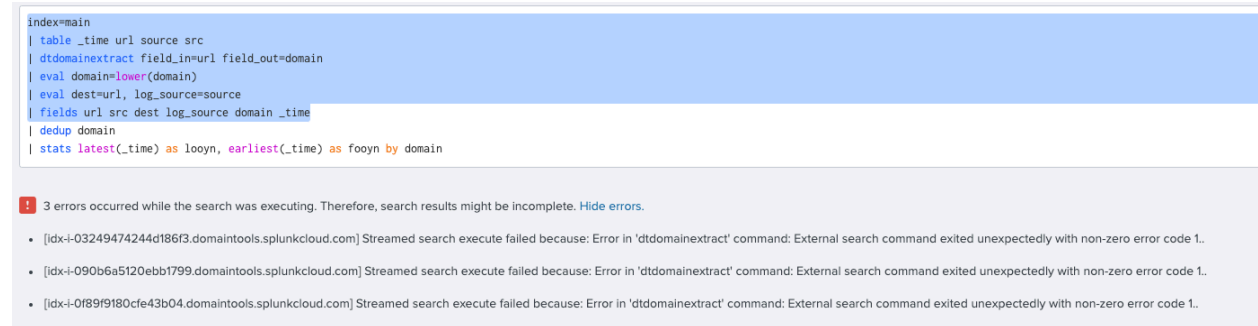 index=main
| table _time url source src
| dtdomainextract field_in=url field_out=domain
| eval domain=lower(domain)
| eval dest=url, log_source=source
| fields url src dest log_source domain _time
| dedup domain
| stats latest(_time) as looyn, earliest(_time) as fooyn by domain
! 3 errors occurred while the search was executing. Therefore, search results might be incomplete. Hide errors.
• [idx-i-03249474244d186f3.domaintools.splunkcloud.com] Streamed search execute failed because: Error in 'dtdomainextract' command: External search command exited unexpectedly with non-zero error code 1..
• [idx-i-090b6a5120ebb1799.domaintools.splunkcloud.com] Streamed search execute failed because: Error in 'dtdomainextract' command: External search command exited unexpectedly with non-zero error code 1..
• [idx-i-0f89f9180cfe43b04.domaintools.splunkcloud.com] Streamed search execute failed because: Error in 'dtdomainextract' command: External search command exited unexpectedly with non-zero error code 1..